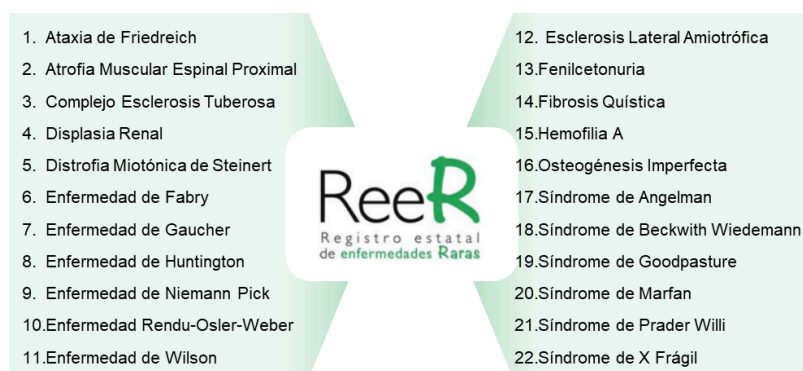 1. Ataxia de Friedreich
2. Atrofia Muscular Espinal Proximal
3. Complejo Esclerosis Tuberosa
4. Displasia Renal
5. Distrofia Miotónica de Steinert
6. Enfermedad de Fabry
7. Enfermedad de Gaucher
8. Enfermedad de Huntington
9. Enfermedad de Niemann Pick
10.Enfermedad Rendu-Osler-Weber
11.Enfermedad de Wilson
ReeR
Registro estatal
de enfermedades Raras
12. Esclerosis Lateral Amiotrófica
13.Fenilcetonuria
14.Fibrosis Quística
15.Hemofilia A
16.Osteogénesis Imperfecta
17.Síndrome de Angelman
18.Síndrome de Beckwith Wiedemann
19.Síndrome de Goodpasture
20.Síndrome de Marfan
21.Síndrome de Prader Willi
22.Síndrome de X Frágil